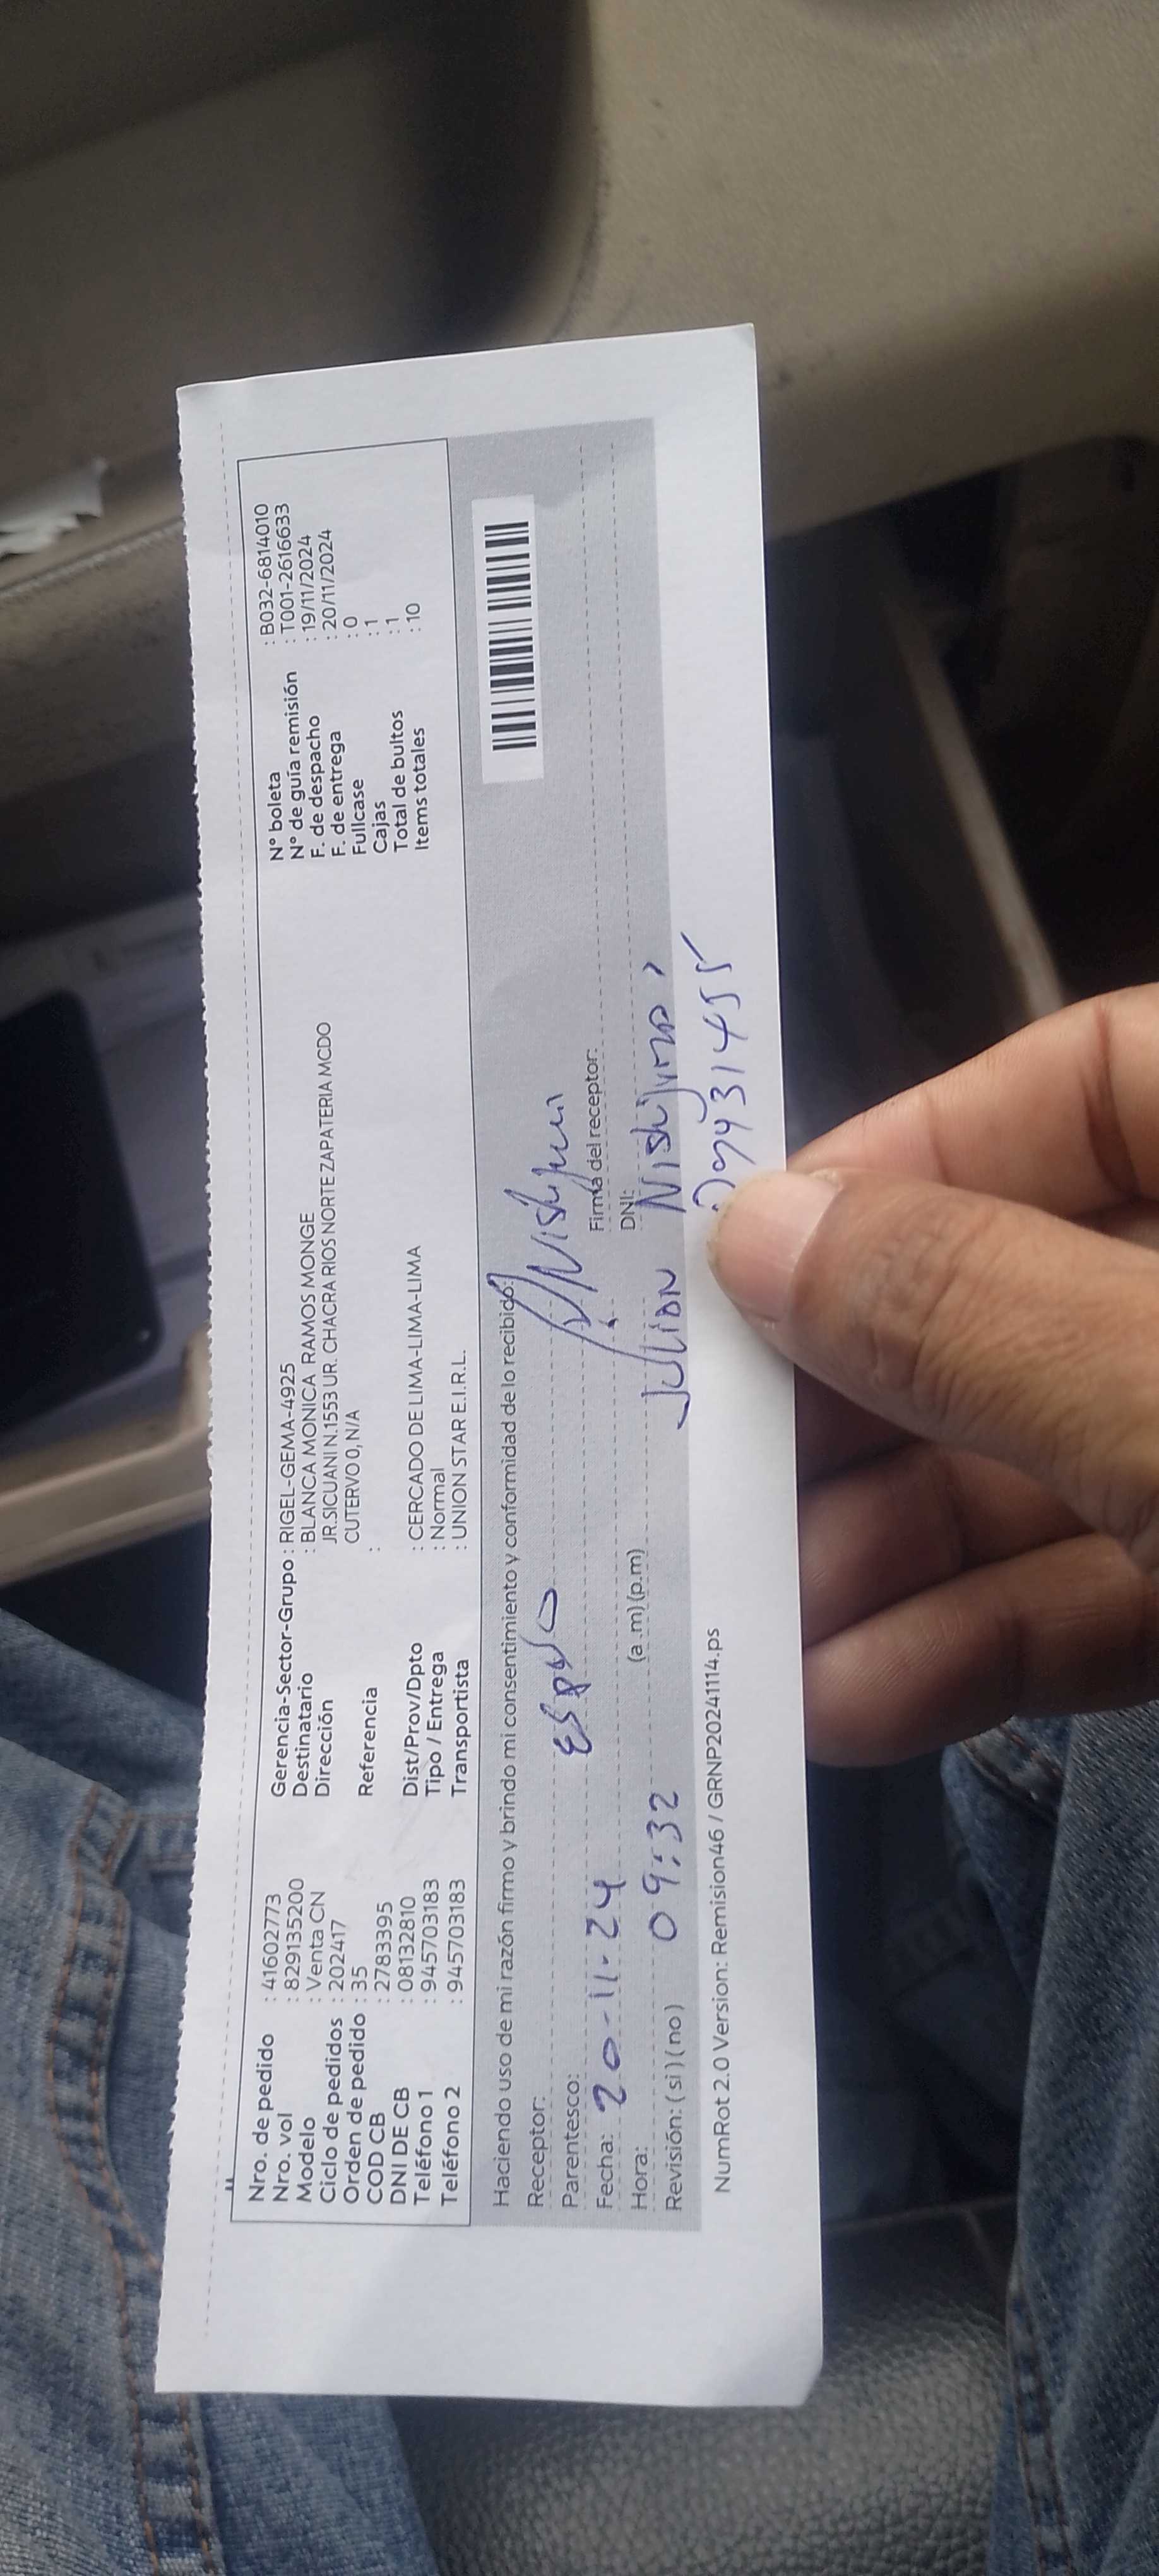 Nro. de pedido : 41602773 Gerencia-Sector-Grupo : RIGEL-GEMA-4925 N° boleta : B032-6814010
Nro. vol : 829135200 Destinatario : BLANCA MONICA RAMOS MONGE N° de guía remisión : T001-2616633
Modelo : Venta CN Dirección JR.SICUANI N.1553 UR. CHACRA RIOS NORTE ZAPATERIA MCDO F. de despacho : 19/11/2024
Ciclo de pedidos : 202417 CUTERVO 0, N/A F. de entrega : 20/11/2024
Orden de pedido : 35 Referencia : Fullcase : 0
COD CB : 2783395 Cajas : 1
DNI DE CB : 08132810 Dist/Prov/Dpto : CERCADO DE LIMA-LIMA-LIMA Total de bultos : 1
Teléfono 1 : 945703183 Tipo / Entrega : Normal Items totales : 10
Teléfono 2 : 945703183 Transportista : UNION STAR E.I.R.L.
Haciendo uso de mi razón firmo y brindo mi consentimiento y conformidad de lo recibido:
Receptor:
Parentesco: Firma del receptor:
Fecha: 20-11-24 DNI:
Hora: 09:32 (a.m)(p.m) Julian
Revisión: (si)(no)
NumRot 2.0 Version: Remision46 / GRNP20241114.ps